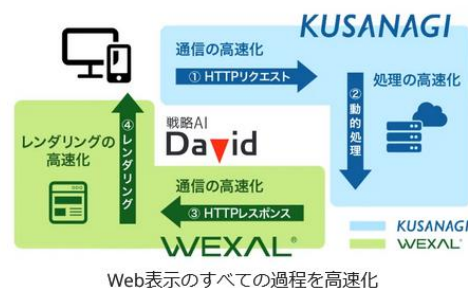 KUSANAGI
通信の高速化
① HTTPリクエスト
処理の高速化
② 動的処理
戦略AI
David
レンダリングの
高速化
④ レンダリング
通信の高速化
③ HTTPレスポンス
WEXAL®
KUSANAGI
WEXAL®
Web表示のすべての過程を高速化